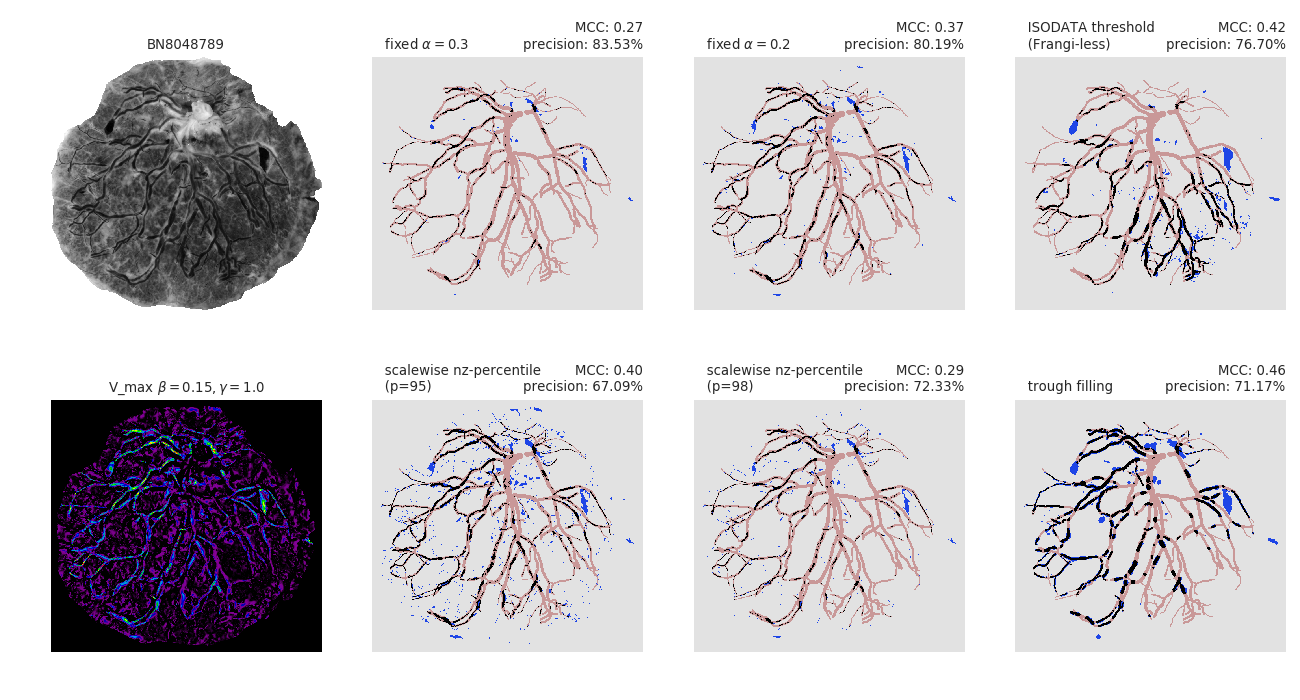 BN8048789
fixed α = 0.3
MCC: 0.27
precision: 83.53%
fixed α = 0.2
MCC: 0.37
precision: 80.19%
ISODATA threshold
(Frangi-less)
MCC: 0.42
precision: 76.70%
V_max β = 0.15, γ = 1.0
scalewise nz-percentile
(p=95)
MCC: 0.40
precision: 67.09%
scalewise nz-percentile
(p=98)
MCC: 0.29
precision: 72.33%
trough filling
MCC: 0.46
precision: 71.17%